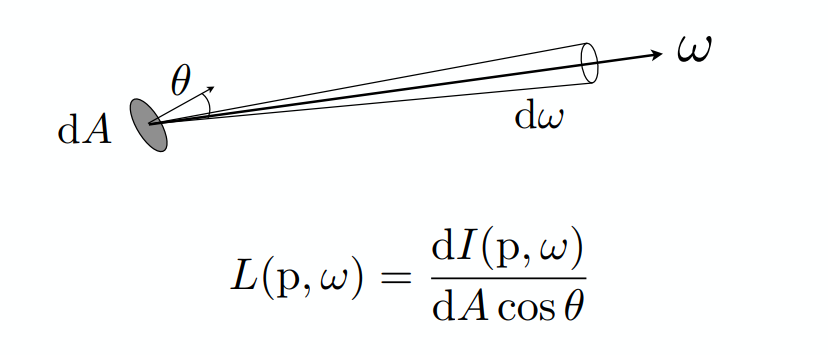 θ
ω
dA
dω
L(p, ω) = dI(p, ω) / dA cos θ